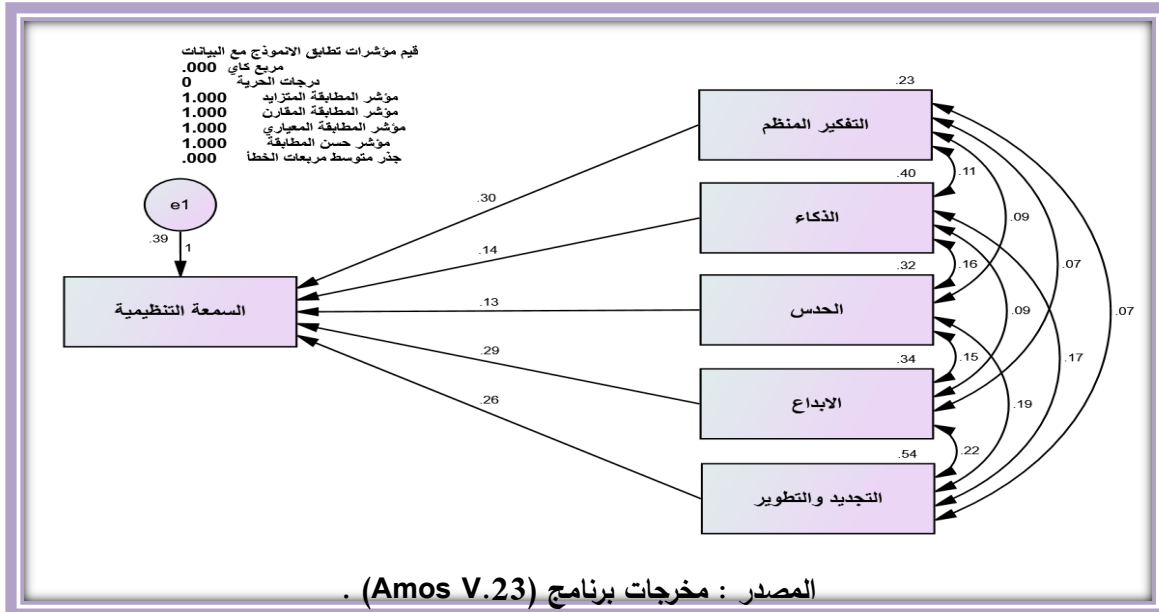 قيم مؤشرات تطابق الانموذج مع البيانات
مربع كاي .000
درجات الحرية 0
مؤشر المطابقة المتزايد 1.000
مؤشر المطابقة المقارن 1.000
مؤشر المطابقة المعياري 1.000
مؤشر حسن المطابقة 1.000
جذر متوسط مربعات الخطأ .000
.23
التفكير المنظم
.40
الذكاء
.32
الحدس
.34
الابداع
.54
التجديد والتطوير
e1
.39
1
السمعة التنظيمية
.30
.14
.13
.29
.26
.11
.09
.16
.07
.07
.09
.15
.17
.19
.22
المصدر : مخرجات برنامج (Amos V.23) .